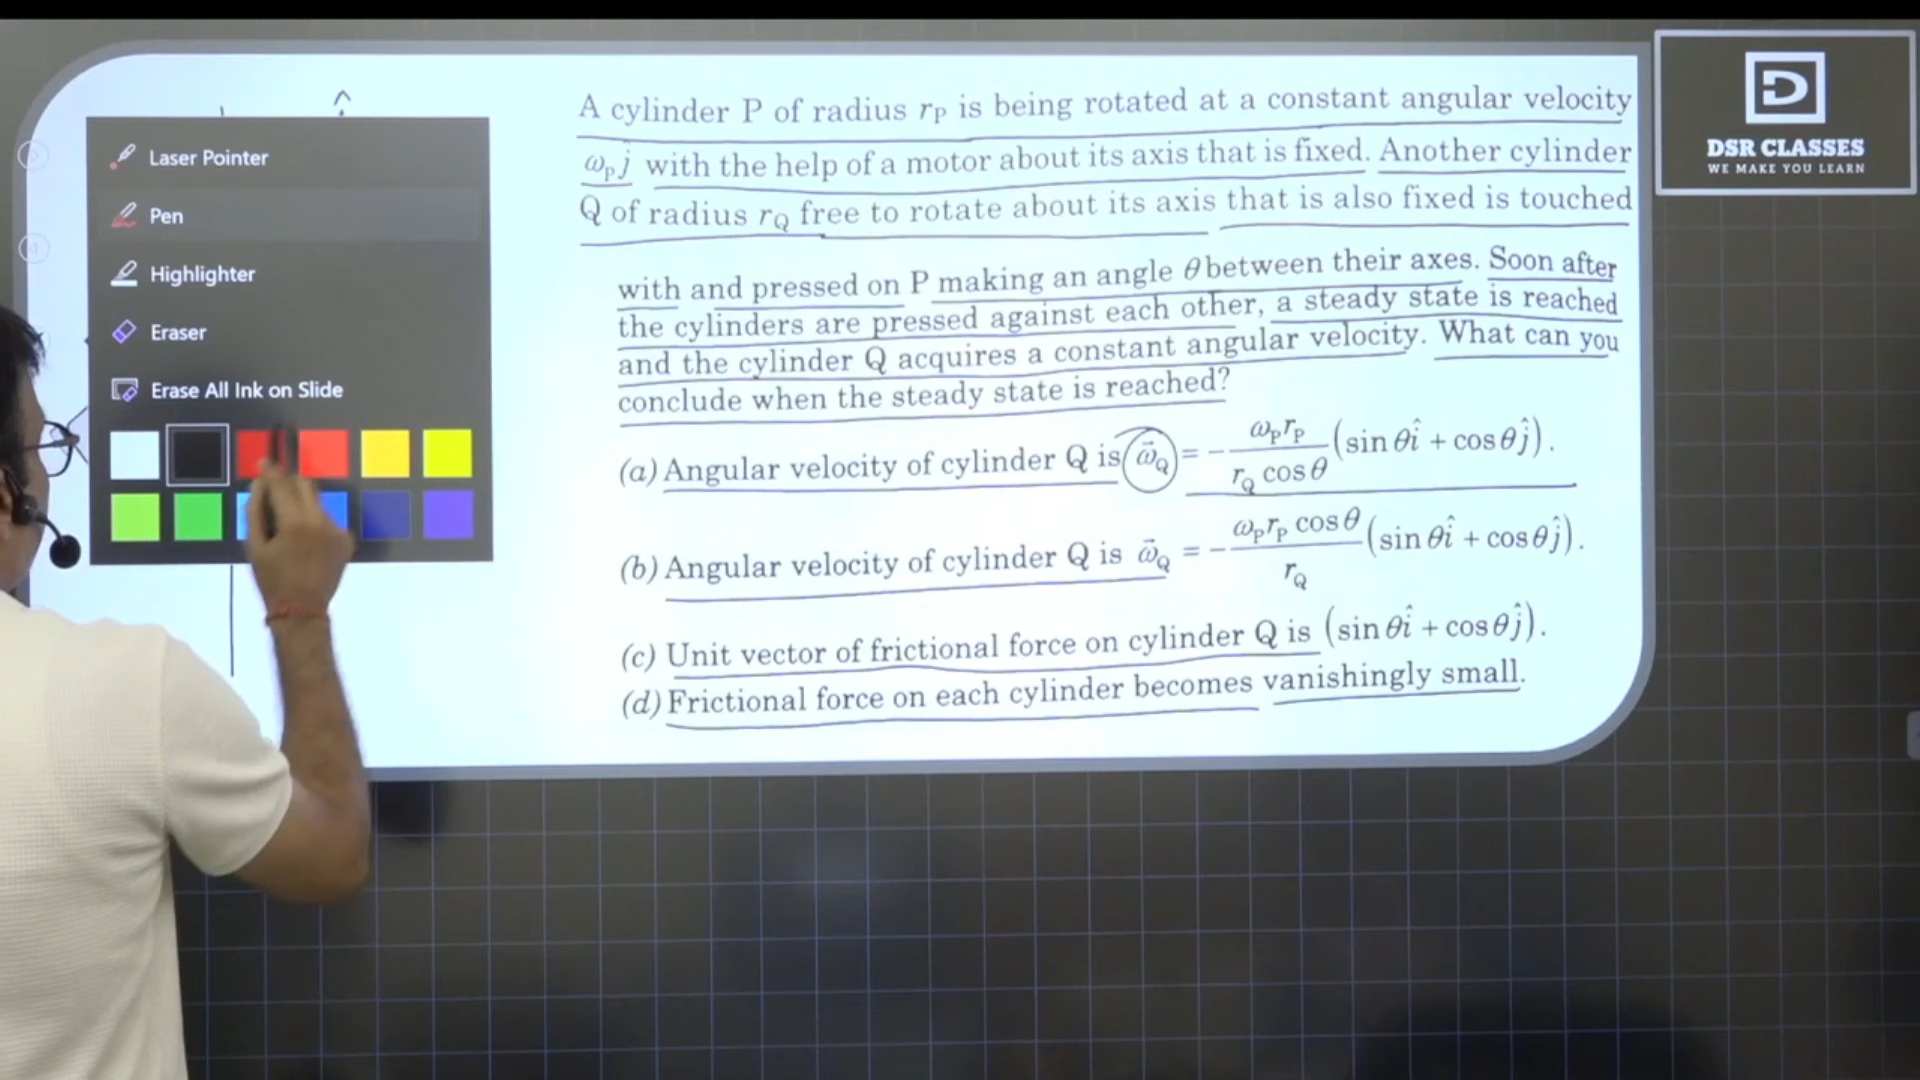 Laser Pointer
Pen
Highlighter
Eraser
Erase All Ink on Slide
A cylinder P of radius r_P is being rotated at a constant angular velocity
ω_P ĵ with the help of a motor about its axis that is fixed. Another cylinder
Q of radius r_Q free to rotate about its axis that is also fixed is touched
with and pressed on P making an angle θ between their axes. Soon after
the cylinders are pressed against each other, a steady state is reached
and the cylinder Q acquires a constant angular velocity. What can you
conclude when the steady state is reached?
(a) Angular velocity of cylinder Q is ω⃗_Q = - ω_P r_P / r_Q cos θ (sin θ î + cos θ ĵ).
(b) Angular velocity of cylinder Q is ω⃗_Q = - ω_P r_P cos θ / r_Q (sin θ î + cos θ ĵ).
(c) Unit vector of frictional force on cylinder Q is (sin θ î + cos θ ĵ).
(d) Frictional force on each cylinder becomes vanishingly small.
DSR CLASSES
WE MAKE YOU LEARN